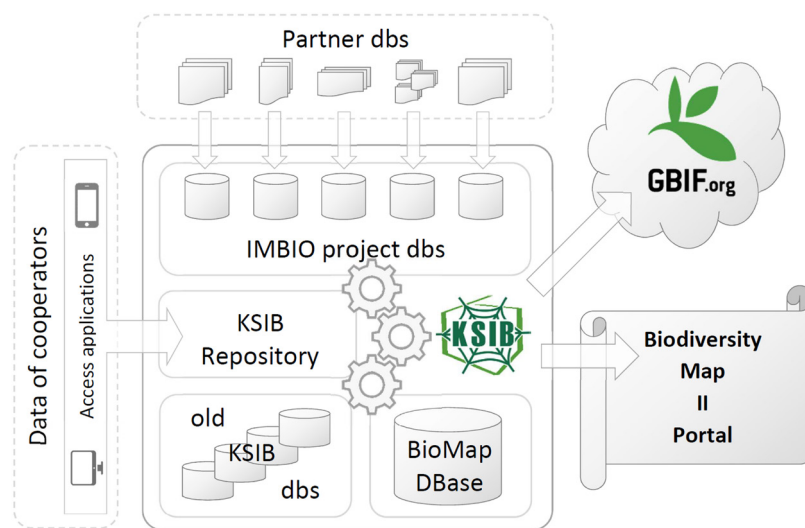 Partner dbs
Data of cooperators
Access applications
IMBIO project dbs
KSIB
Repository
old
KSIB
dbs
BioMap
DBase
KSIB
GBIF.org
Biodiversity
Map
II
Portal